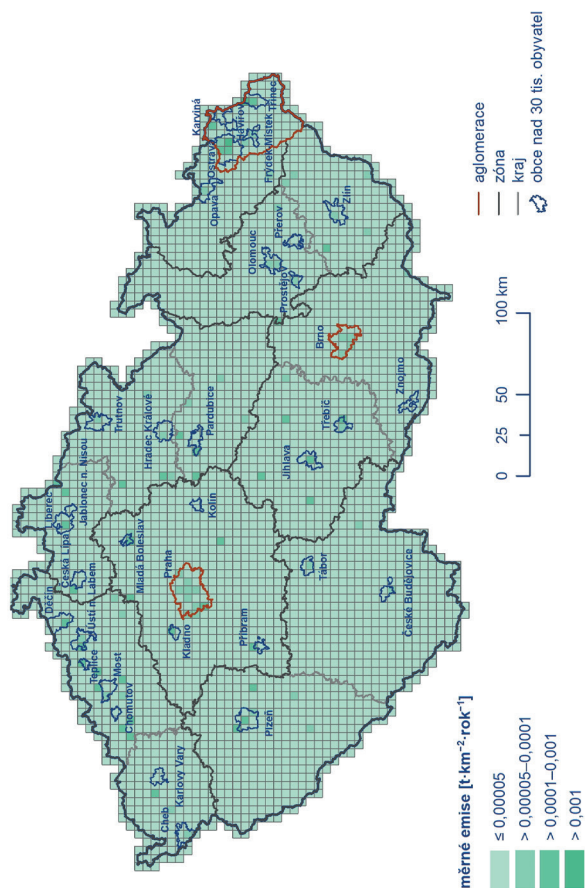 Děčín
Liberec
Česká Lípa
Jablonec n. Nisou
Ústí n. Labem
Teplice
Most
Chomutov
Trutnov
Mladá Boleslav
Cheb
Karlovy Vary
Hradec Králové
Praha
Kladno
Kolín
Pardubice
Karviná
Ostrava
Havířov
Opava
Frýdek-Místek
Třinec
Příbram
Plzeň
Olomouc
Přerov
Prostějov
Tábor
Jihlava
Třebíč
Zlín
Brno
České Budějovice
Znojmo
měrné emise [t·km⁻²·rok⁻¹]
≤ 0,00005
> 0,00005–0,0001
> 0,0001–0,001
> 0,001
0 25 50 100 km
aglomerace
zóna
kraj
obce nad 30 tis. obyvatel